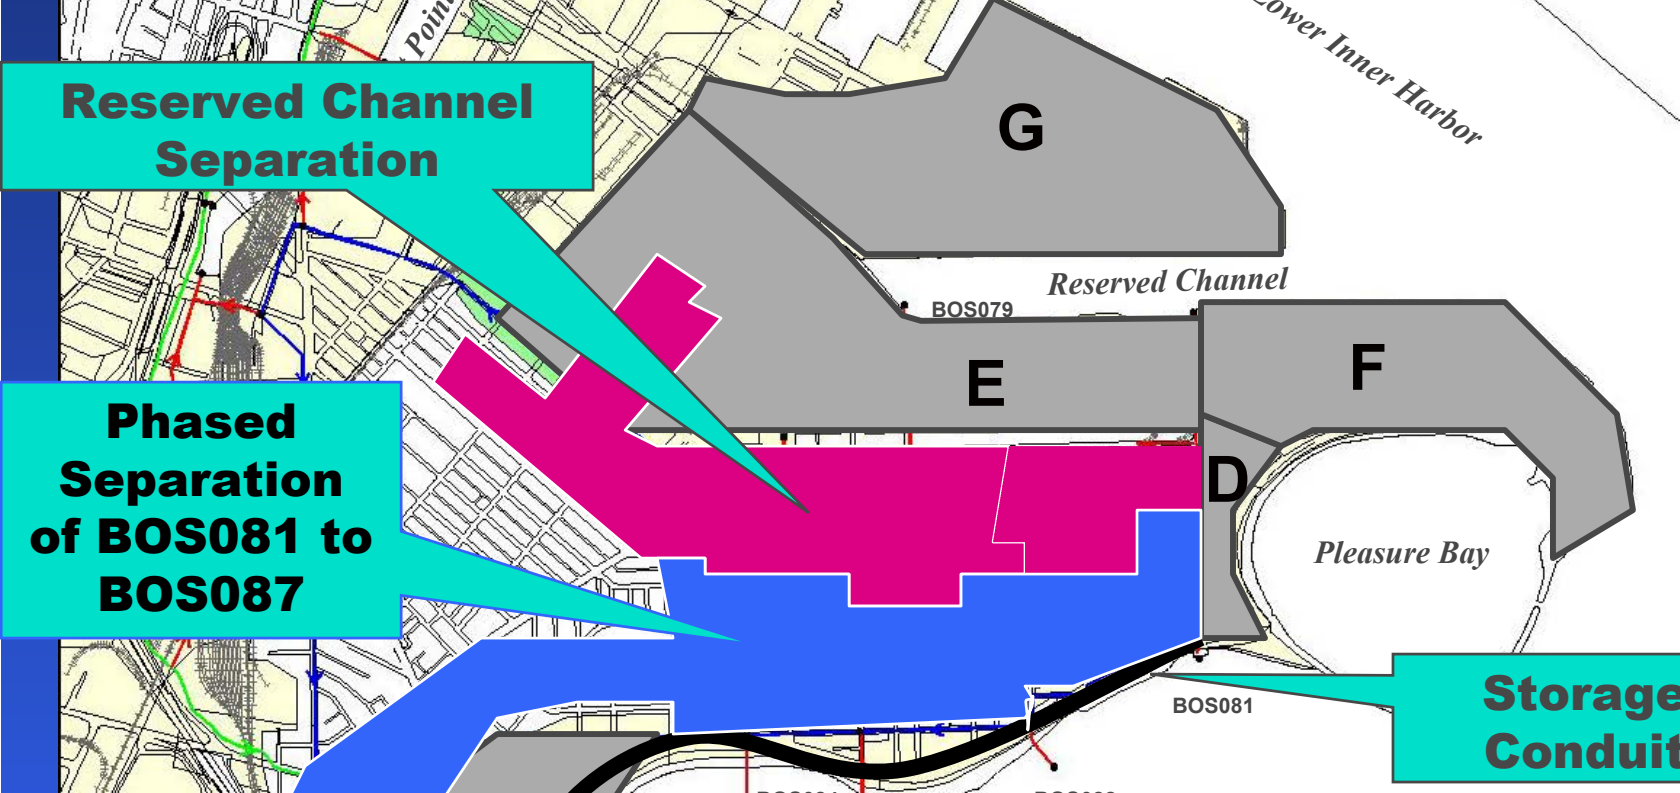 Point
Lower Inner Harbor
Reserved Channel
Separation
G
Reserved Channel
BOS079
E
F
Phased
Separation
of BOS081 to
BOS087
D
Pleasure Bay
BOS081
Storage
Conduit